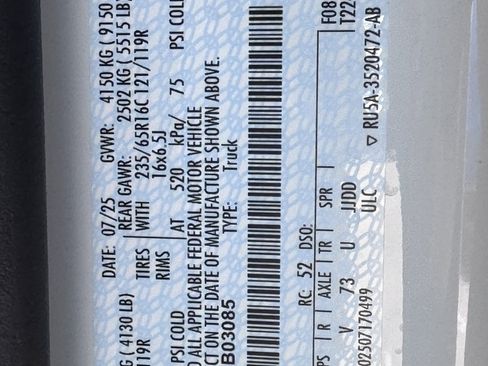 DATE: 07/25 GVWR: 4150 KG ( 9150
G ( 4130 LB) REAR GAWR: 2502 KG ( 5515 LB)
119R TIRES WITH 235/65R16C 121/119R
RIMS 16x6.5J
PSI COLD AT 520 kPa/ 75 PSI COLD
O ALL APPLICABLE FEDERAL MOTOR VEHICLE
CT ON THE DATE OF MANUFACTURE SHOWN ABOVE.
B03085 TYPE: Truck
F08
T22
RC: 52 DSO:
PS | R | AXLE | TR | SPR
V 73 U JJDD
ULC
02507170499 ▽ RU5A-3520472-AB